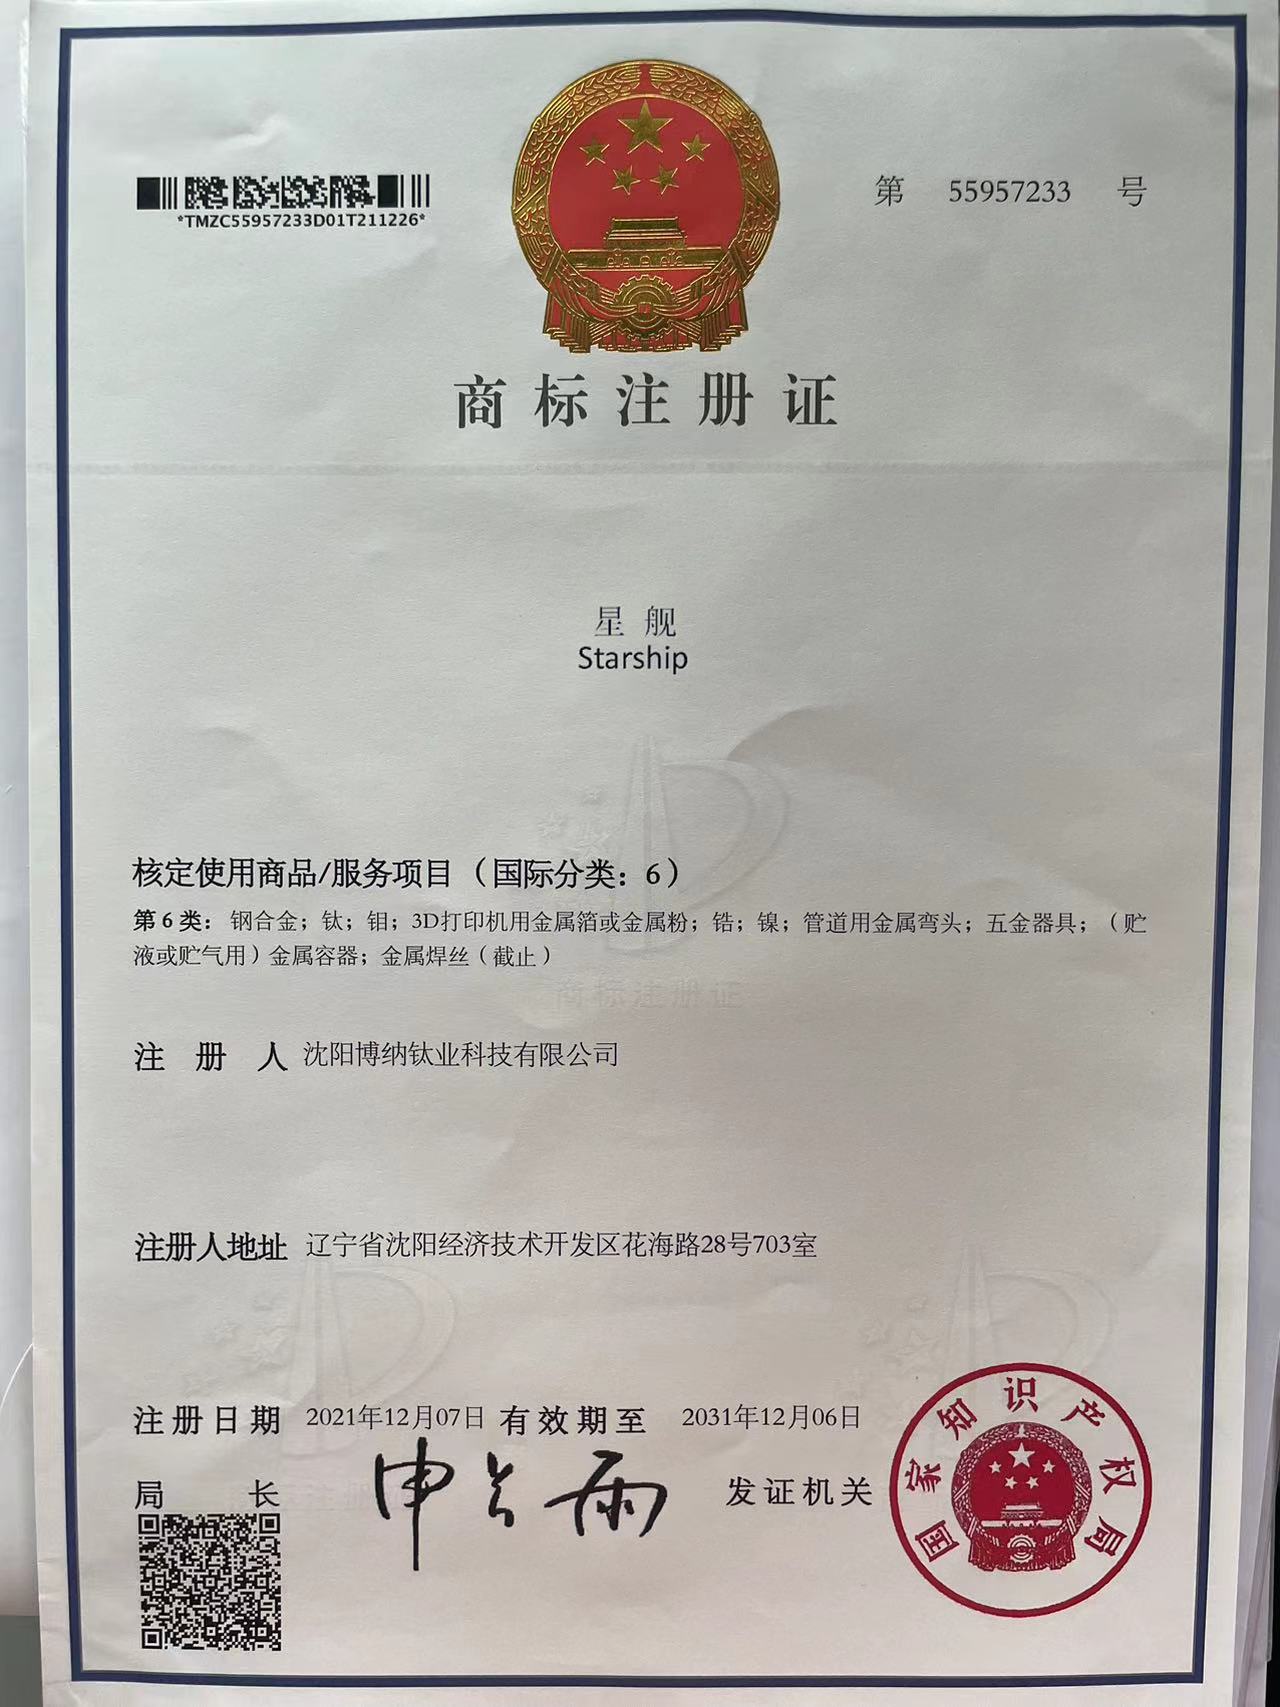 *TMZC55957233D01T211226*
第 55957233 号
商标注册证
星舰
Starship
核定使用商品/服务项目（国际分类：6）
第6类：钢合金；钛；钼；3D打印机用金属箔或金属粉；锆；镍；管道用金属弯头；五金器具；（贮
液或贮气用）金属容器；金属焊丝（截止）
商标注册证
注册人 沈阳博纳钛业科技有限公司
注册人地址 辽宁省沈阳经济技术开发区花海路28号703室
注册日期 2021年12月07日 有效期至 2031年12月06日
局长 申长雨 发证机关
国家知识产权局